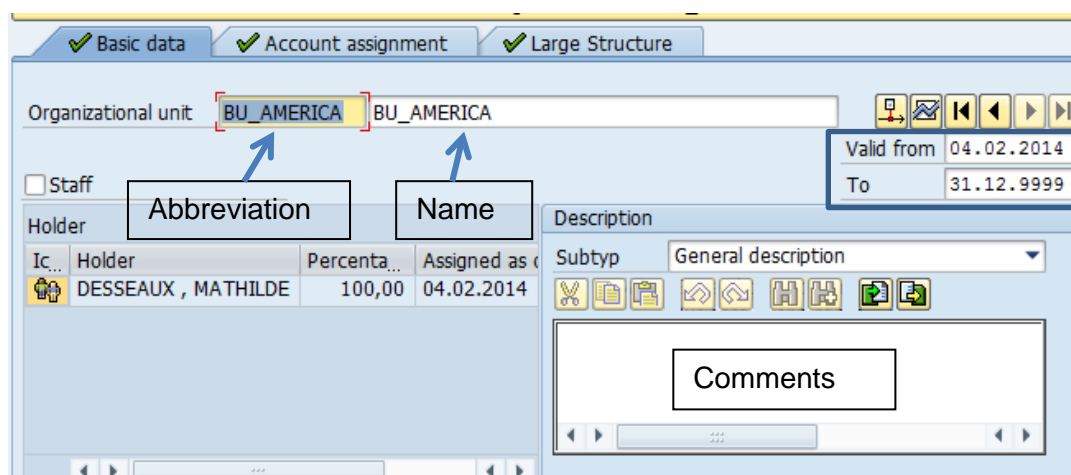 Basic data Account assignment Large Structure
Organizational unit BU_AMERICA BU_AMERICA
Valid from 04.02.2014
Staff To 31.12.9999
Abbreviation Name
Holder Description
Ic... Holder Percenta... Assigned as Subtyp General description
DESSEAUX , MATHILDE 100,00 04.02.2014
Comments